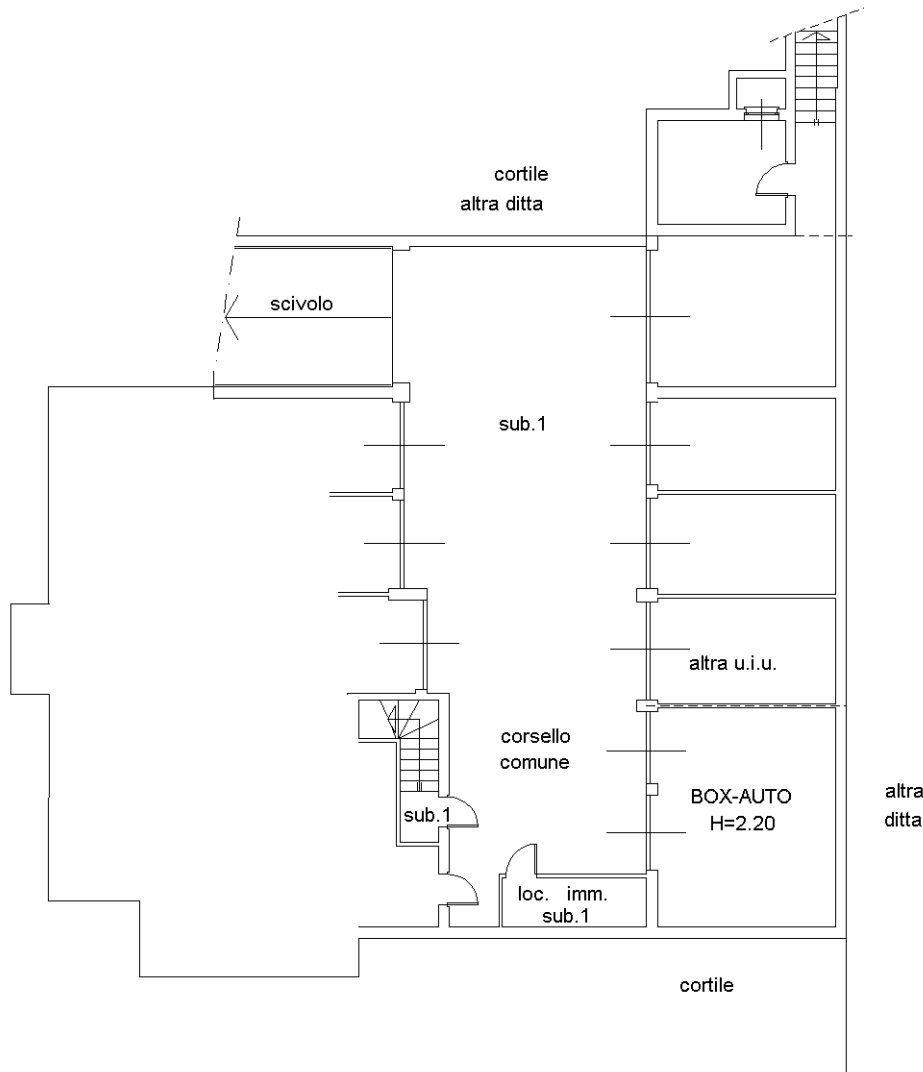 cortile
altra ditta
scivolo
sub.1
altra u.i.u.
corsello
comune
BOX-AUTO
H=2.20
altra
ditta
sub.1
loc. imm.
sub.1
cortile